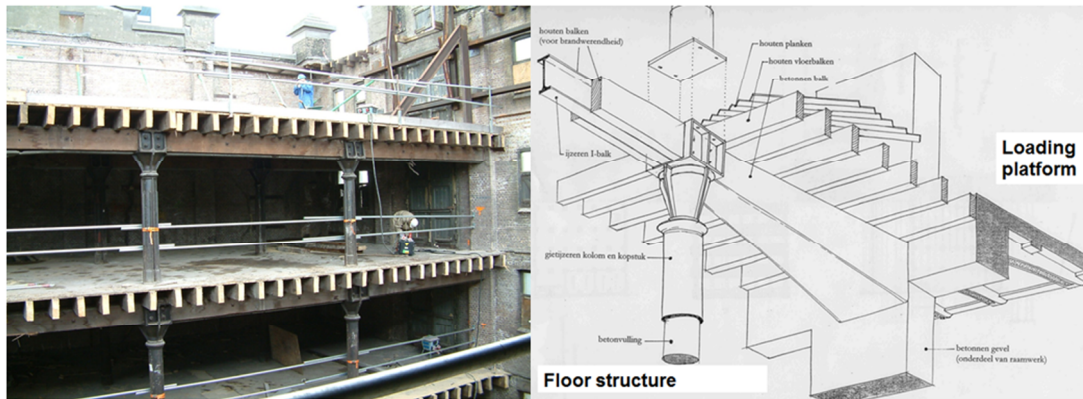 houten balken
(voor brandwerendheid)
houten planken
houten vloerbalken
betonnen balk
ijzeren I-balk
Loading
platform
gietijzeren kolom en kopstuk
betonvulling
betonnen gevel
(onderdeel van raamwerk)
Floor structure